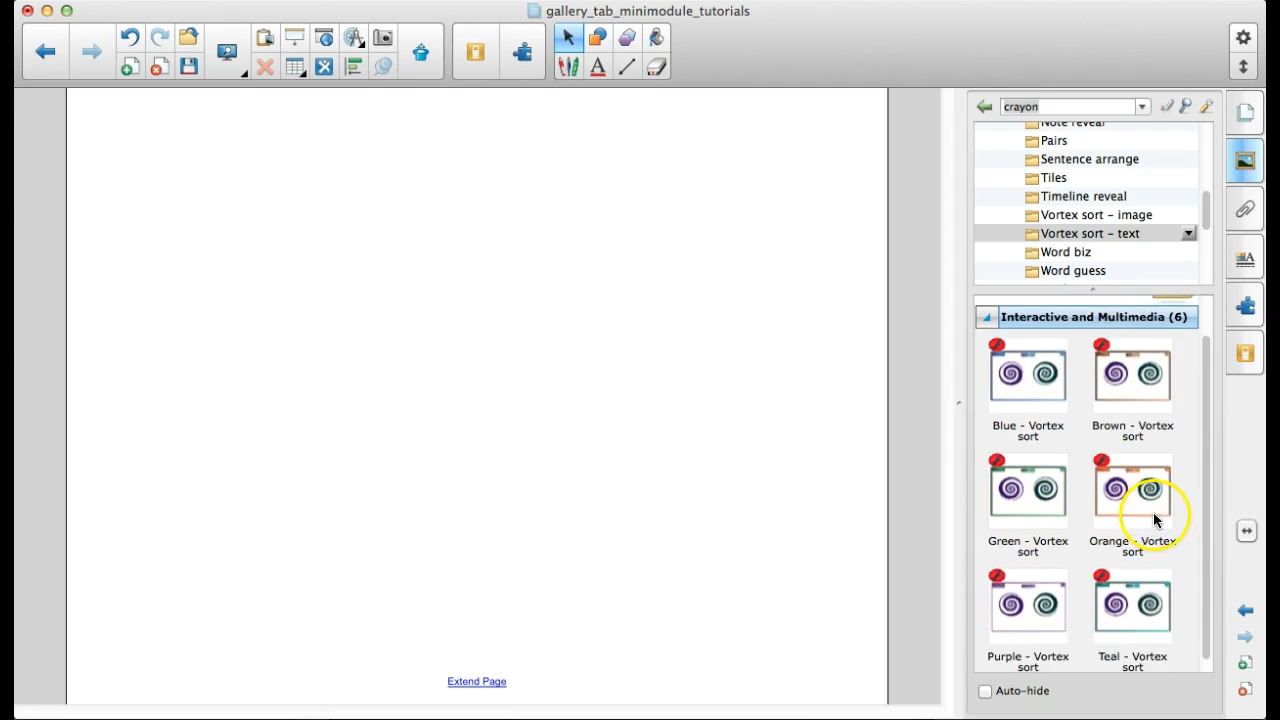 gallery_tab_minimodule_tutorials
crayon
Note reveal
Pairs
Sentence arrange
Tiles
Timeline reveal
Vortex sort – image
Vortex sort – text
Word biz
Word guess
Interactive and Multimedia (6)
Blue - Vortex
sort
Brown - Vortex
sort
Green - Vortex
sort
Orange - Vortex
sort
Purple - Vortex
sort
Teal - Vortex
sort
Extend Page
Auto-hide